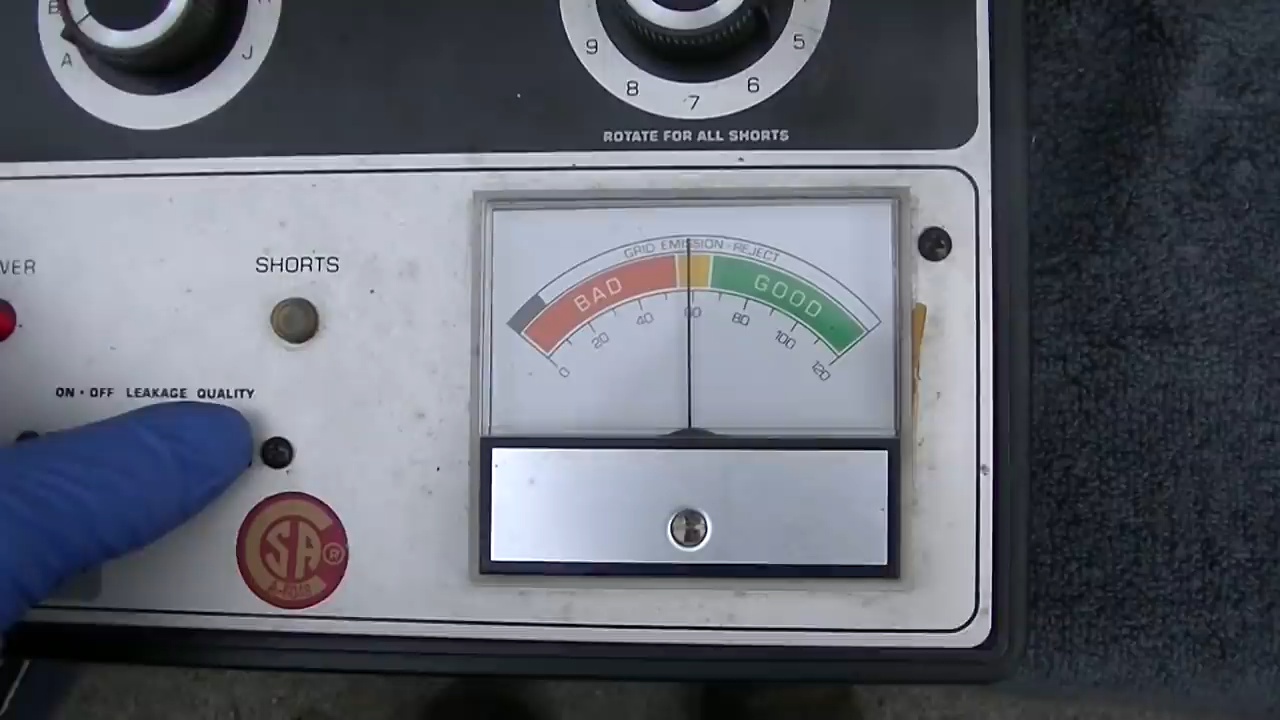 B
A
J
9
8
7
6
5
ROTATE FOR ALL SHORTS
WER
SHORTS
ON • OFF LEAKAGE QUALITY
GRID EMISSION - REJECT
BAD GOOD
0 20 40 60 80 100 120
CSA ®